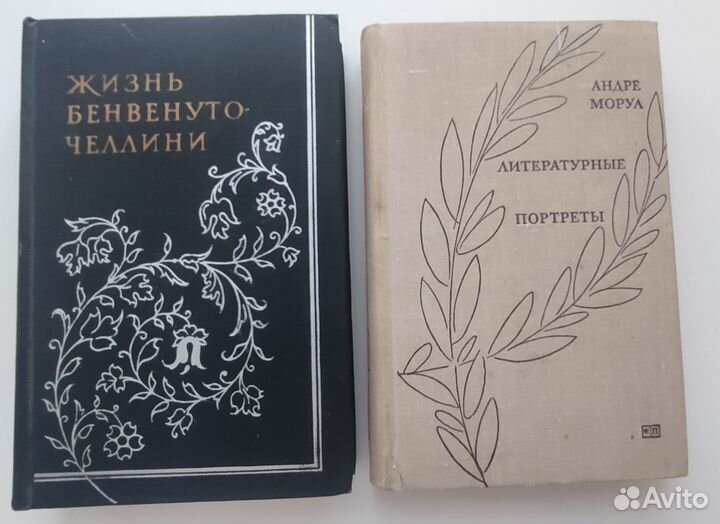 ЖИЗНЬ
БЕНВЕНУТО
ЧЕЛЛИНИ
АНДРЕ
МОРУА
ЛИТЕРАТУРНЫЕ
ПОРТРЕТЫ
Avito